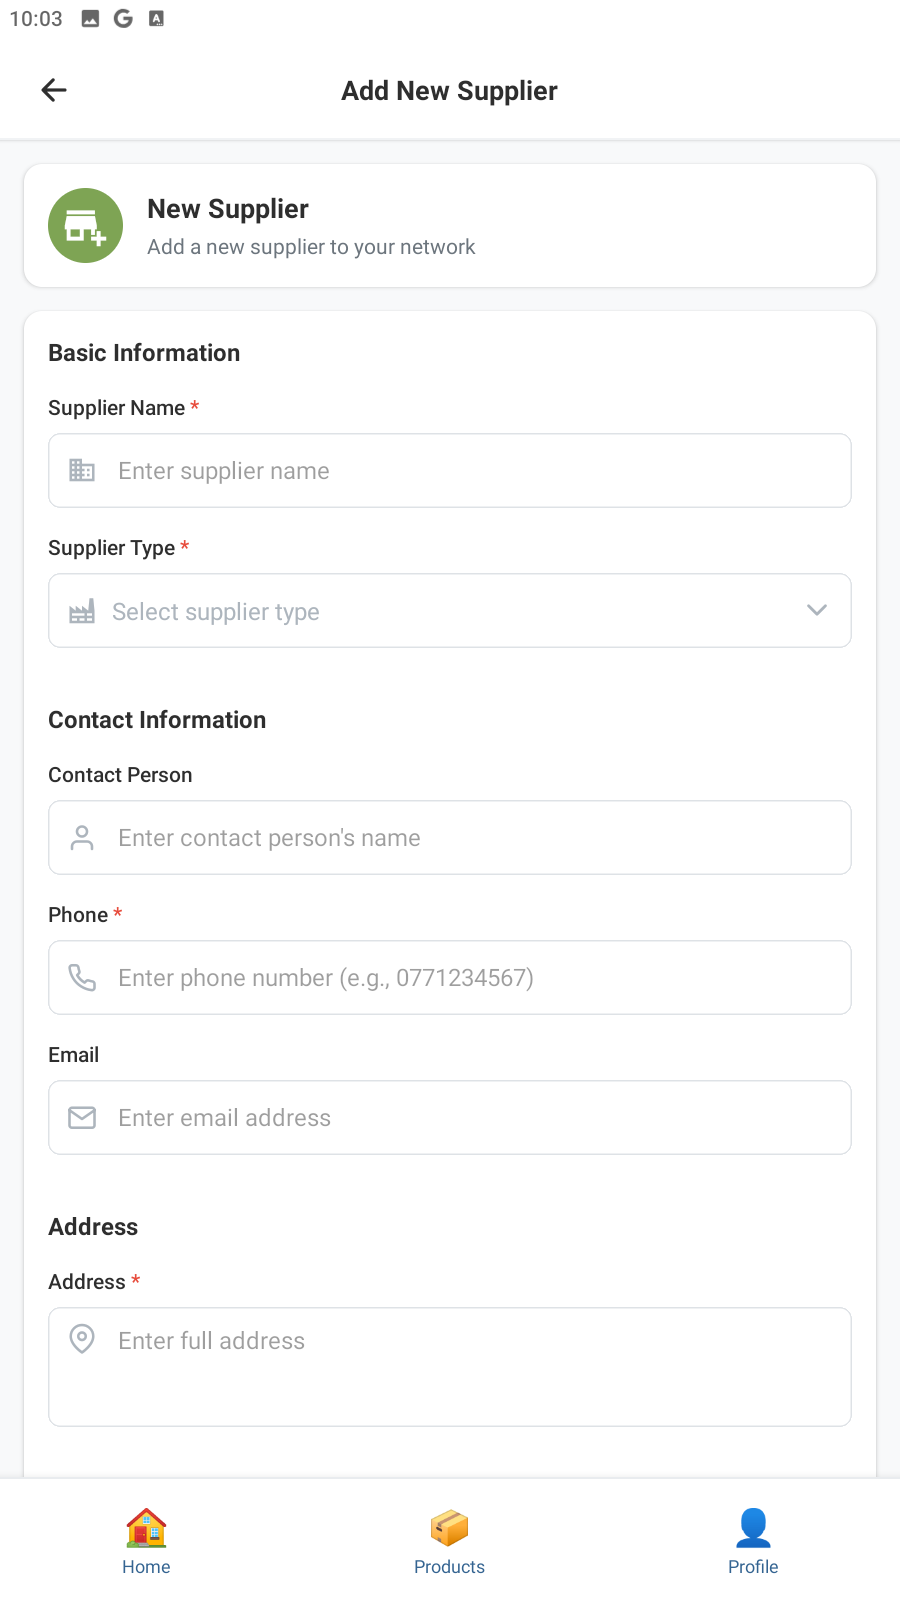 10:03
Add New Supplier
New Supplier
Add a new supplier to your network
Basic Information
Supplier Name *
Enter supplier name
Supplier Type *
Select supplier type
Contact Information
Contact Person
Enter contact person's name
Phone *
Enter phone number (e.g., 0771234567)
Email
Enter email address
Address
Address *
Enter full address
Home
Products
Profile